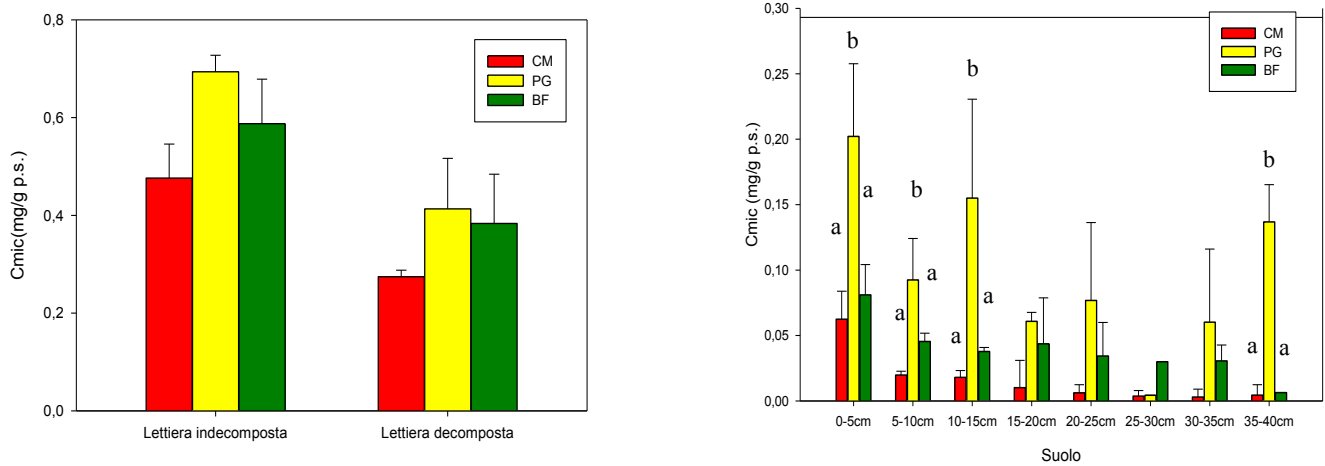 0,8
0,6
0,4
0,2
0,0
Cmic(mg/g p.s.)
CM
PG
BF
Lettiera indecomposta
Lettiera decomposta
0,30
0,25
0,20
0,15
0,10
0,05
0,00
Cmic (mg/g p.s.)
CM
PG
BF
b
a
a
b
a
a
b
a
a
b
a
a
0-5cm
5-10cm
10-15cm
15-20cm
20-25cm
25-30cm
30-35cm
35-40cm
Suolo